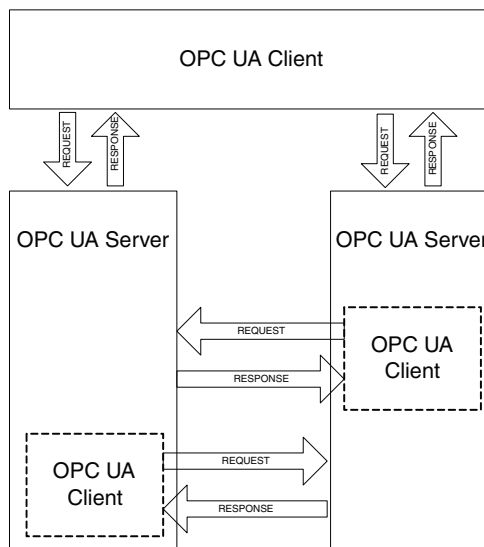 OPC UA Client
REQUEST
RESPONSE
REQUEST
RESPONSE
OPC UA Server
OPC UA Server
REQUEST
OPC UA
Client
RESPONSE
OPC UA
Client
REQUEST
RESPONSE